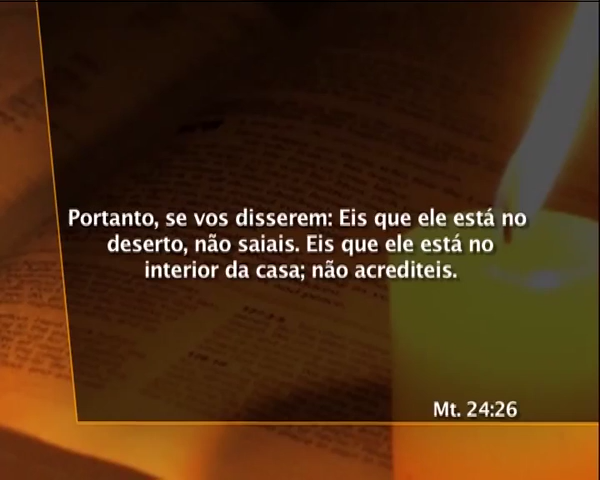 Portanto, se vos disserem: Eis que ele está no
deserto, não saiais. Eis que ele está no
interior da casa; não acrediteis.
Mt. 24:26